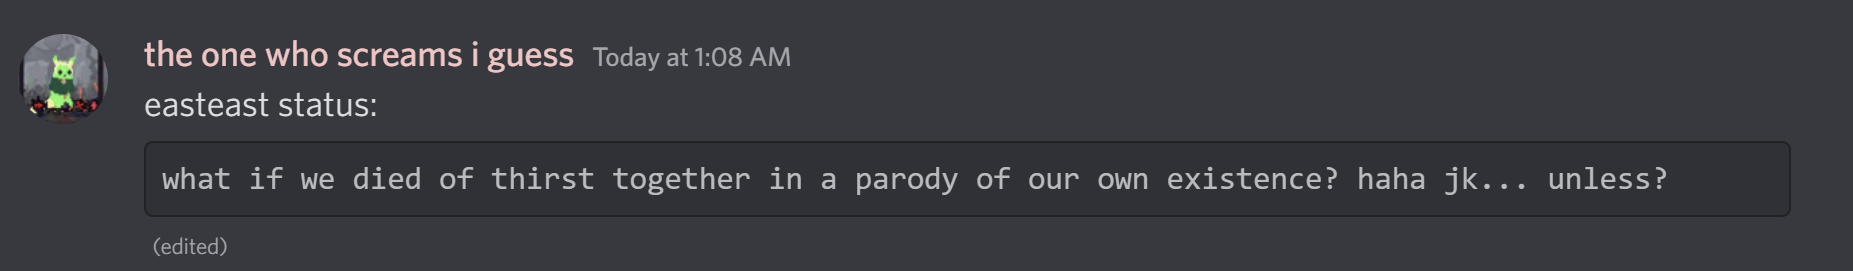 the one who screams i guess Today at 1:08 AM
easteast status:
what if we died of thirst together in a parody of our own existence? haha jk... unless?
(edited)